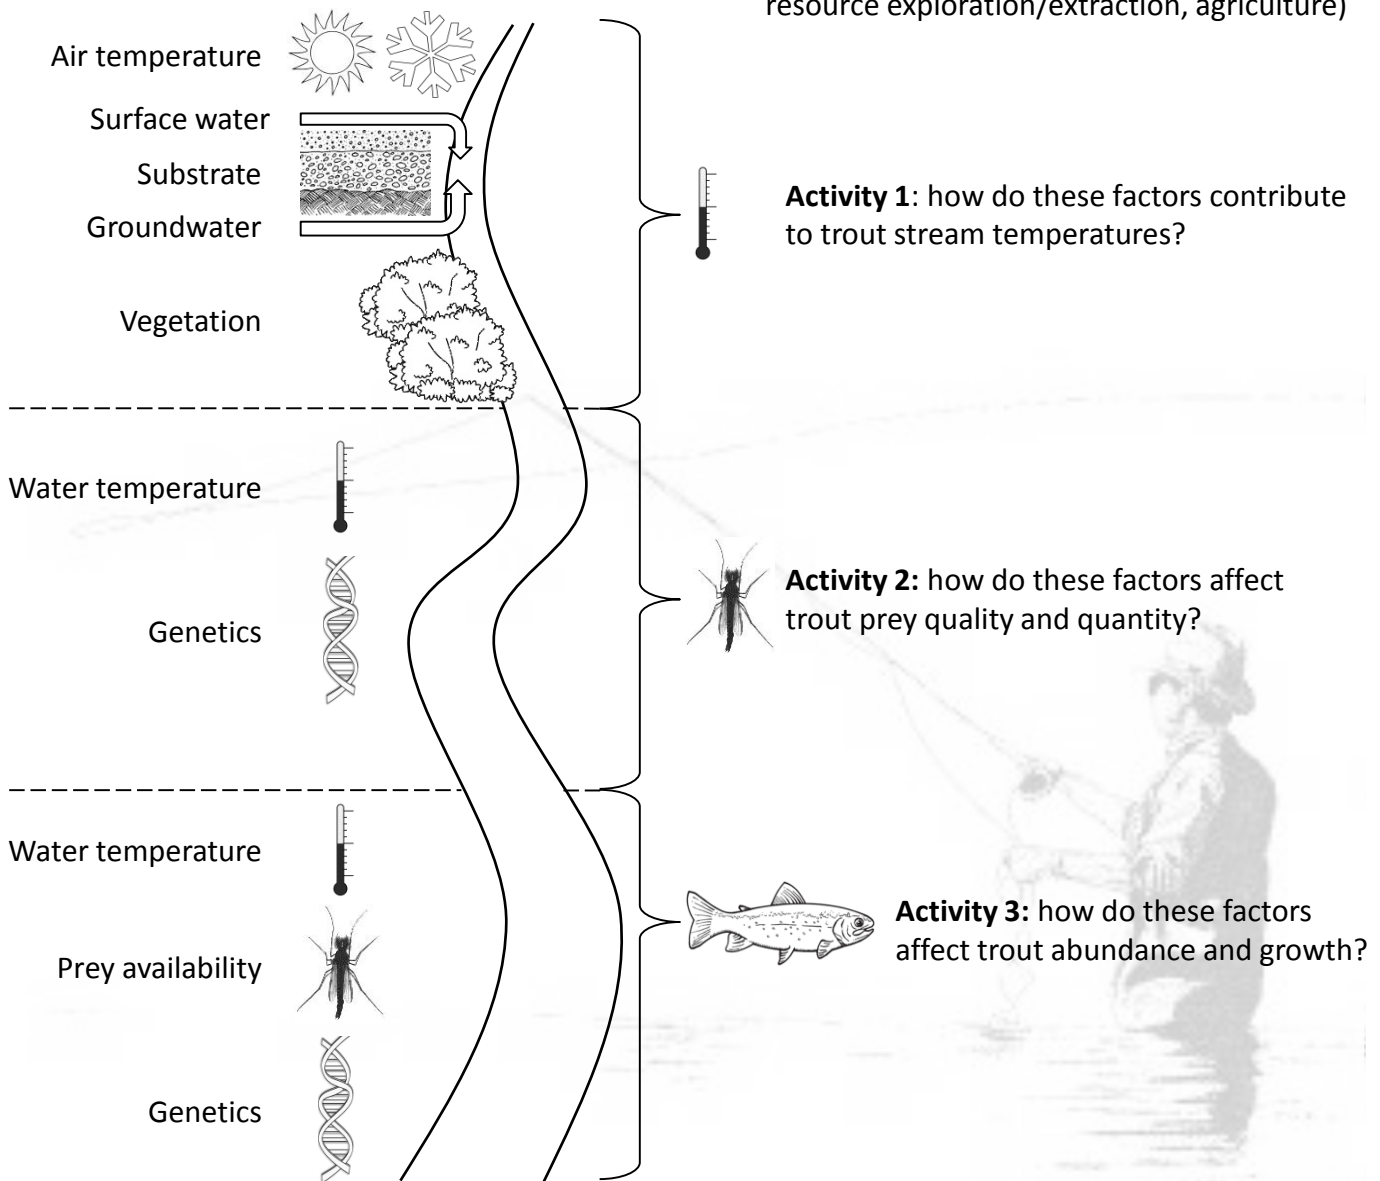 resource exploration/extraction, agriculture)
Air temperature
Surface water
Substrate
Groundwater
Vegetation
Activity 1: how do these factors contribute
to trout stream temperatures?
Water temperature
Genetics
Activity 2: how do these factors affect
trout prey quality and quantity?
Water temperature
Prey availability
Genetics
Activity 3: how do these factors
affect trout abundance and growth?